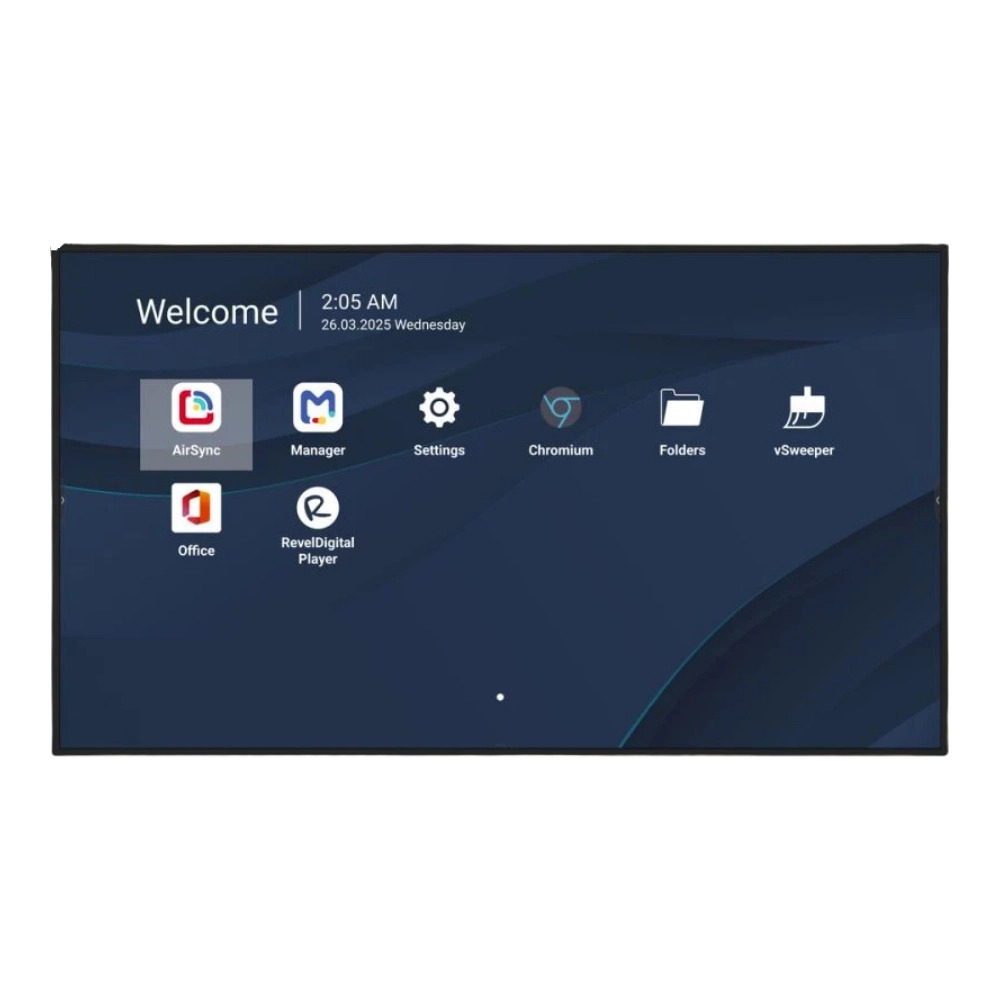 Welcome
2:05 AM
26.03.2025 Wednesday
AirSync
Manager
Settings
Chromium
Folders
vSweeper
Office
RevelDigital
Player